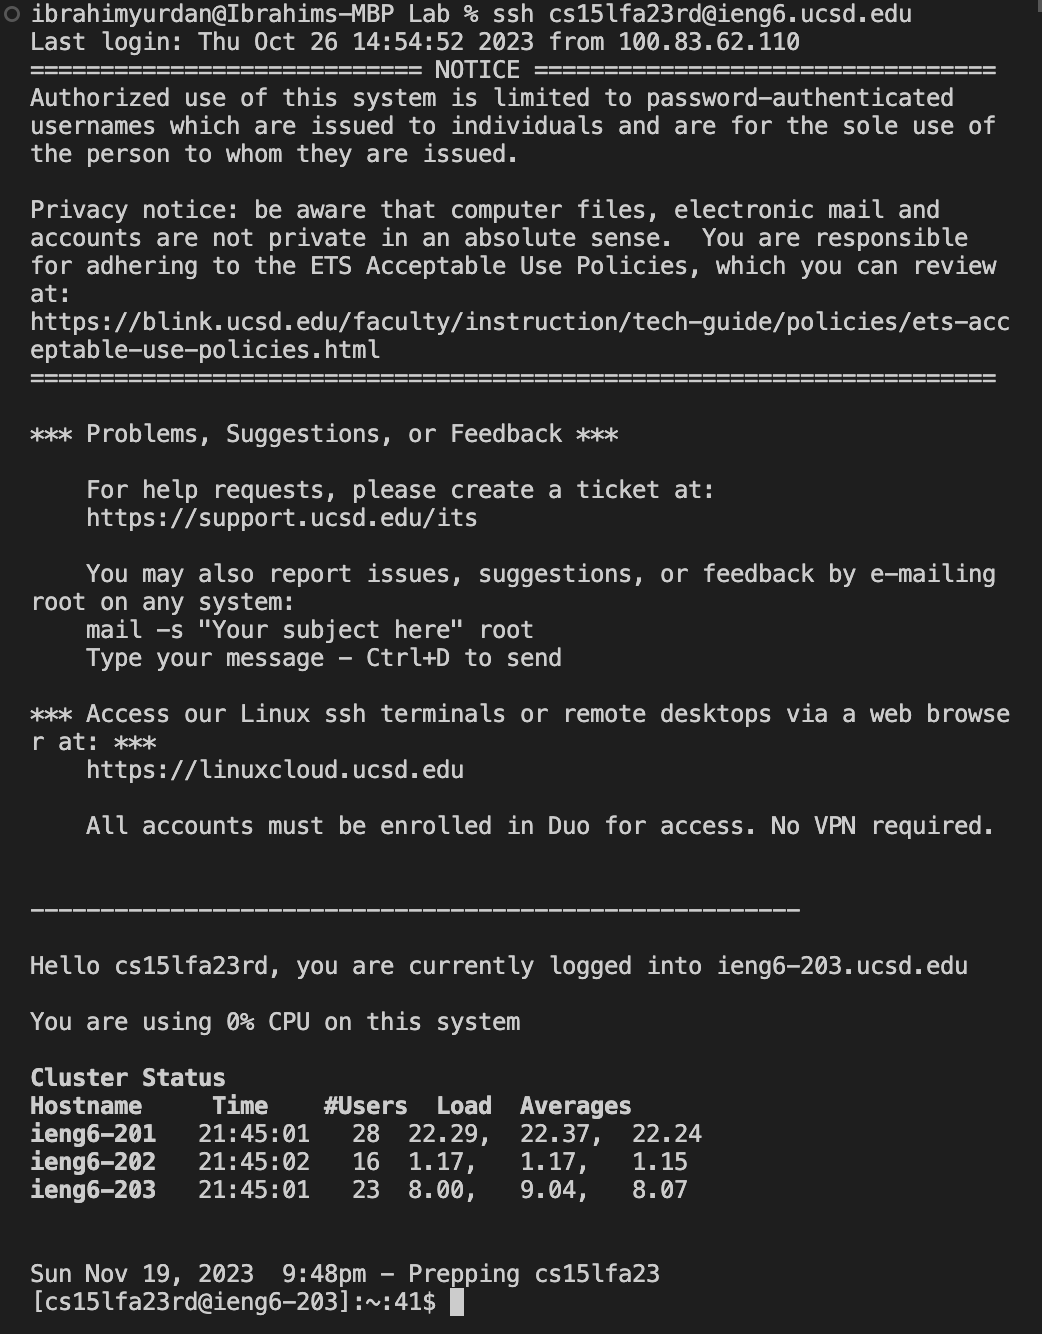 ibrahimyurdan@Ibrahims-MBP Lab % ssh cs15lfa23rd@ieng6.ucsd.edu
Last login: Thu Oct 26 14:54:52 2023 from 100.83.62.110
============================ NOTICE =================================
Authorized use of this system is limited to password-authenticated
usernames which are issued to individuals and are for the sole use of
the person to whom they are issued.

Privacy notice: be aware that computer files, electronic mail and
accounts are not private in an absolute sense.  You are responsible
for adhering to the ETS Acceptable Use Policies, which you can review
at:
https://blink.ucsd.edu/faculty/instruction/tech-guide/policies/ets-acc
eptable-use-policies.html
=====================================================================

*** Problems, Suggestions, or Feedback ***

    For help requests, please create a ticket at:
    https://support.ucsd.edu/its

    You may also report issues, suggestions, or feedback by e-mailing
root on any system:
    mail -s "Your subject here" root
    Type your message - Ctrl+D to send

*** Access our Linux ssh terminals or remote desktops via a web browse
r at: ***
    https://linuxcloud.ucsd.edu

    All accounts must be enrolled in Duo for access. No VPN required.

-------------------------------------------------------

Hello cs15lfa23rd, you are currently logged into ieng6-203.ucsd.edu

You are using 0% CPU on this system

Cluster Status
Hostname     Time    #Users  Load  Averages
ieng6-201   21:45:01   28  22.29,  22.37,  22.24
ieng6-202   21:45:02   16  1.17,   1.17,   1.15
ieng6-203   21:45:01   23  8.00,   9.04,   8.07

Sun Nov 19, 2023  9:48pm - Prepping cs15lfa23
[cs15lfa23rd@ieng6-203]:~:41$